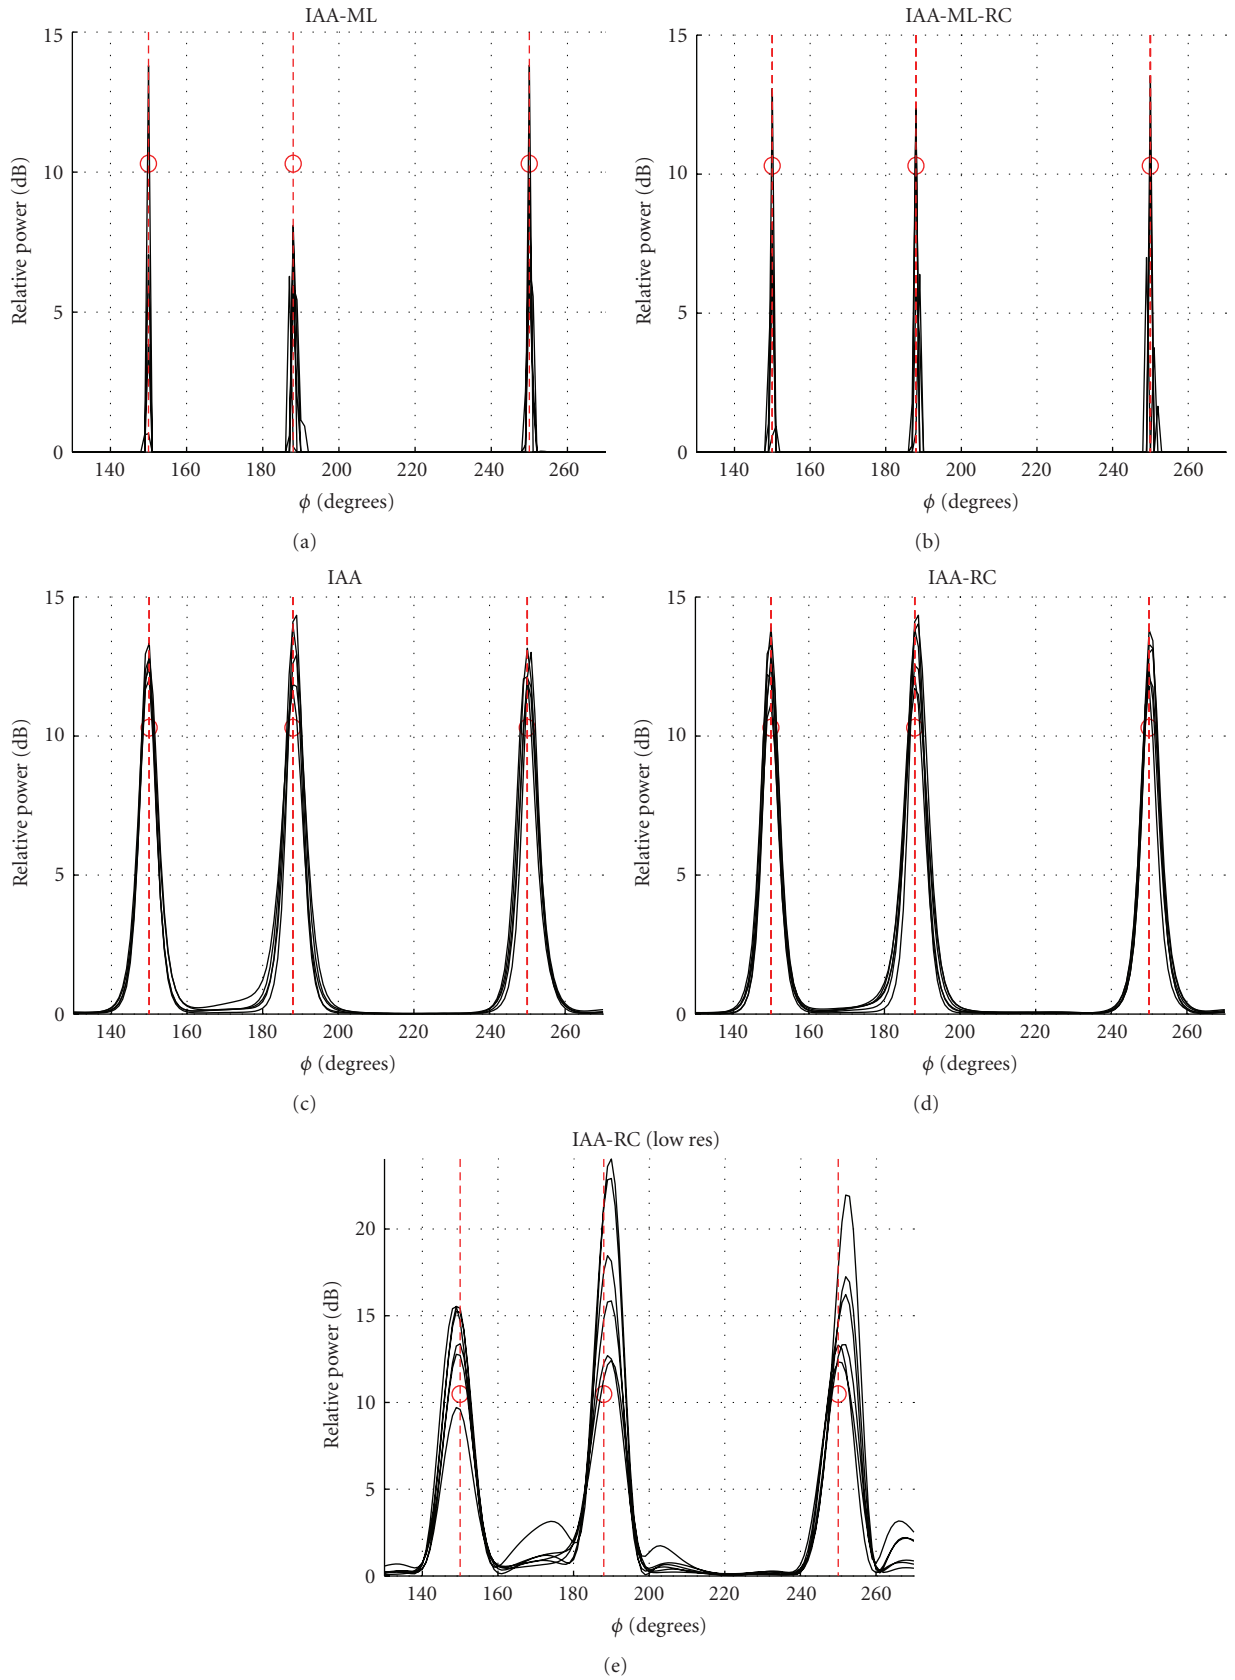 IAA-ML
15
10
5
0
Relative power (dB)
140 160 180 200 220 240 260
ϕ (degrees)
(a)
IAA-ML-RC
15
10
5
0
Relative power (dB)
140 160 180 200 220 240 260
ϕ (degrees)
(b)
IAA
15
10
5
0
Relative power (dB)
140 160 180 200 220 240 260
ϕ (degrees)
(c)
IAA-RC
15
10
5
0
Relative power (dB)
140 160 180 200 220 240 260
ϕ (degrees)
(d)
IAA-RC (low res)
20
15
10
5
0
Relative power (dB)
140 160 180 200 220 240 260
ϕ (degrees)
(e)